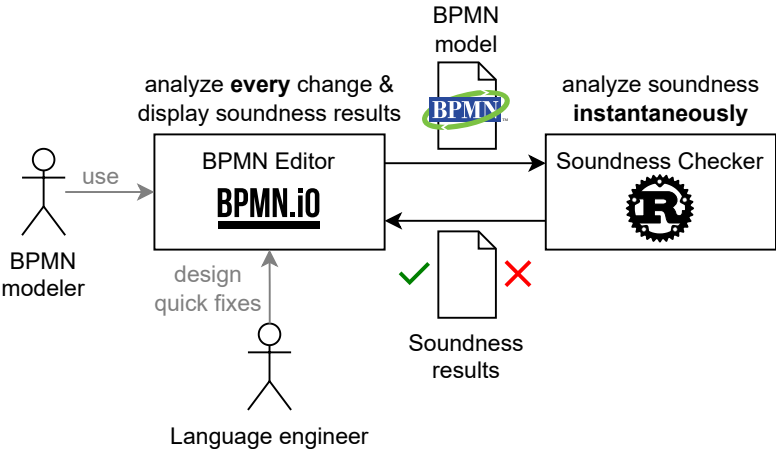 BPMN
model
analyze every change &
display soundness results
analyze soundness
instantaneously
BPMN
BPMN Editor
BPMN.iO
Soundness Checker
R
use
BPMN
modeler
design
quick fixes
Soundness
results
Language engineer